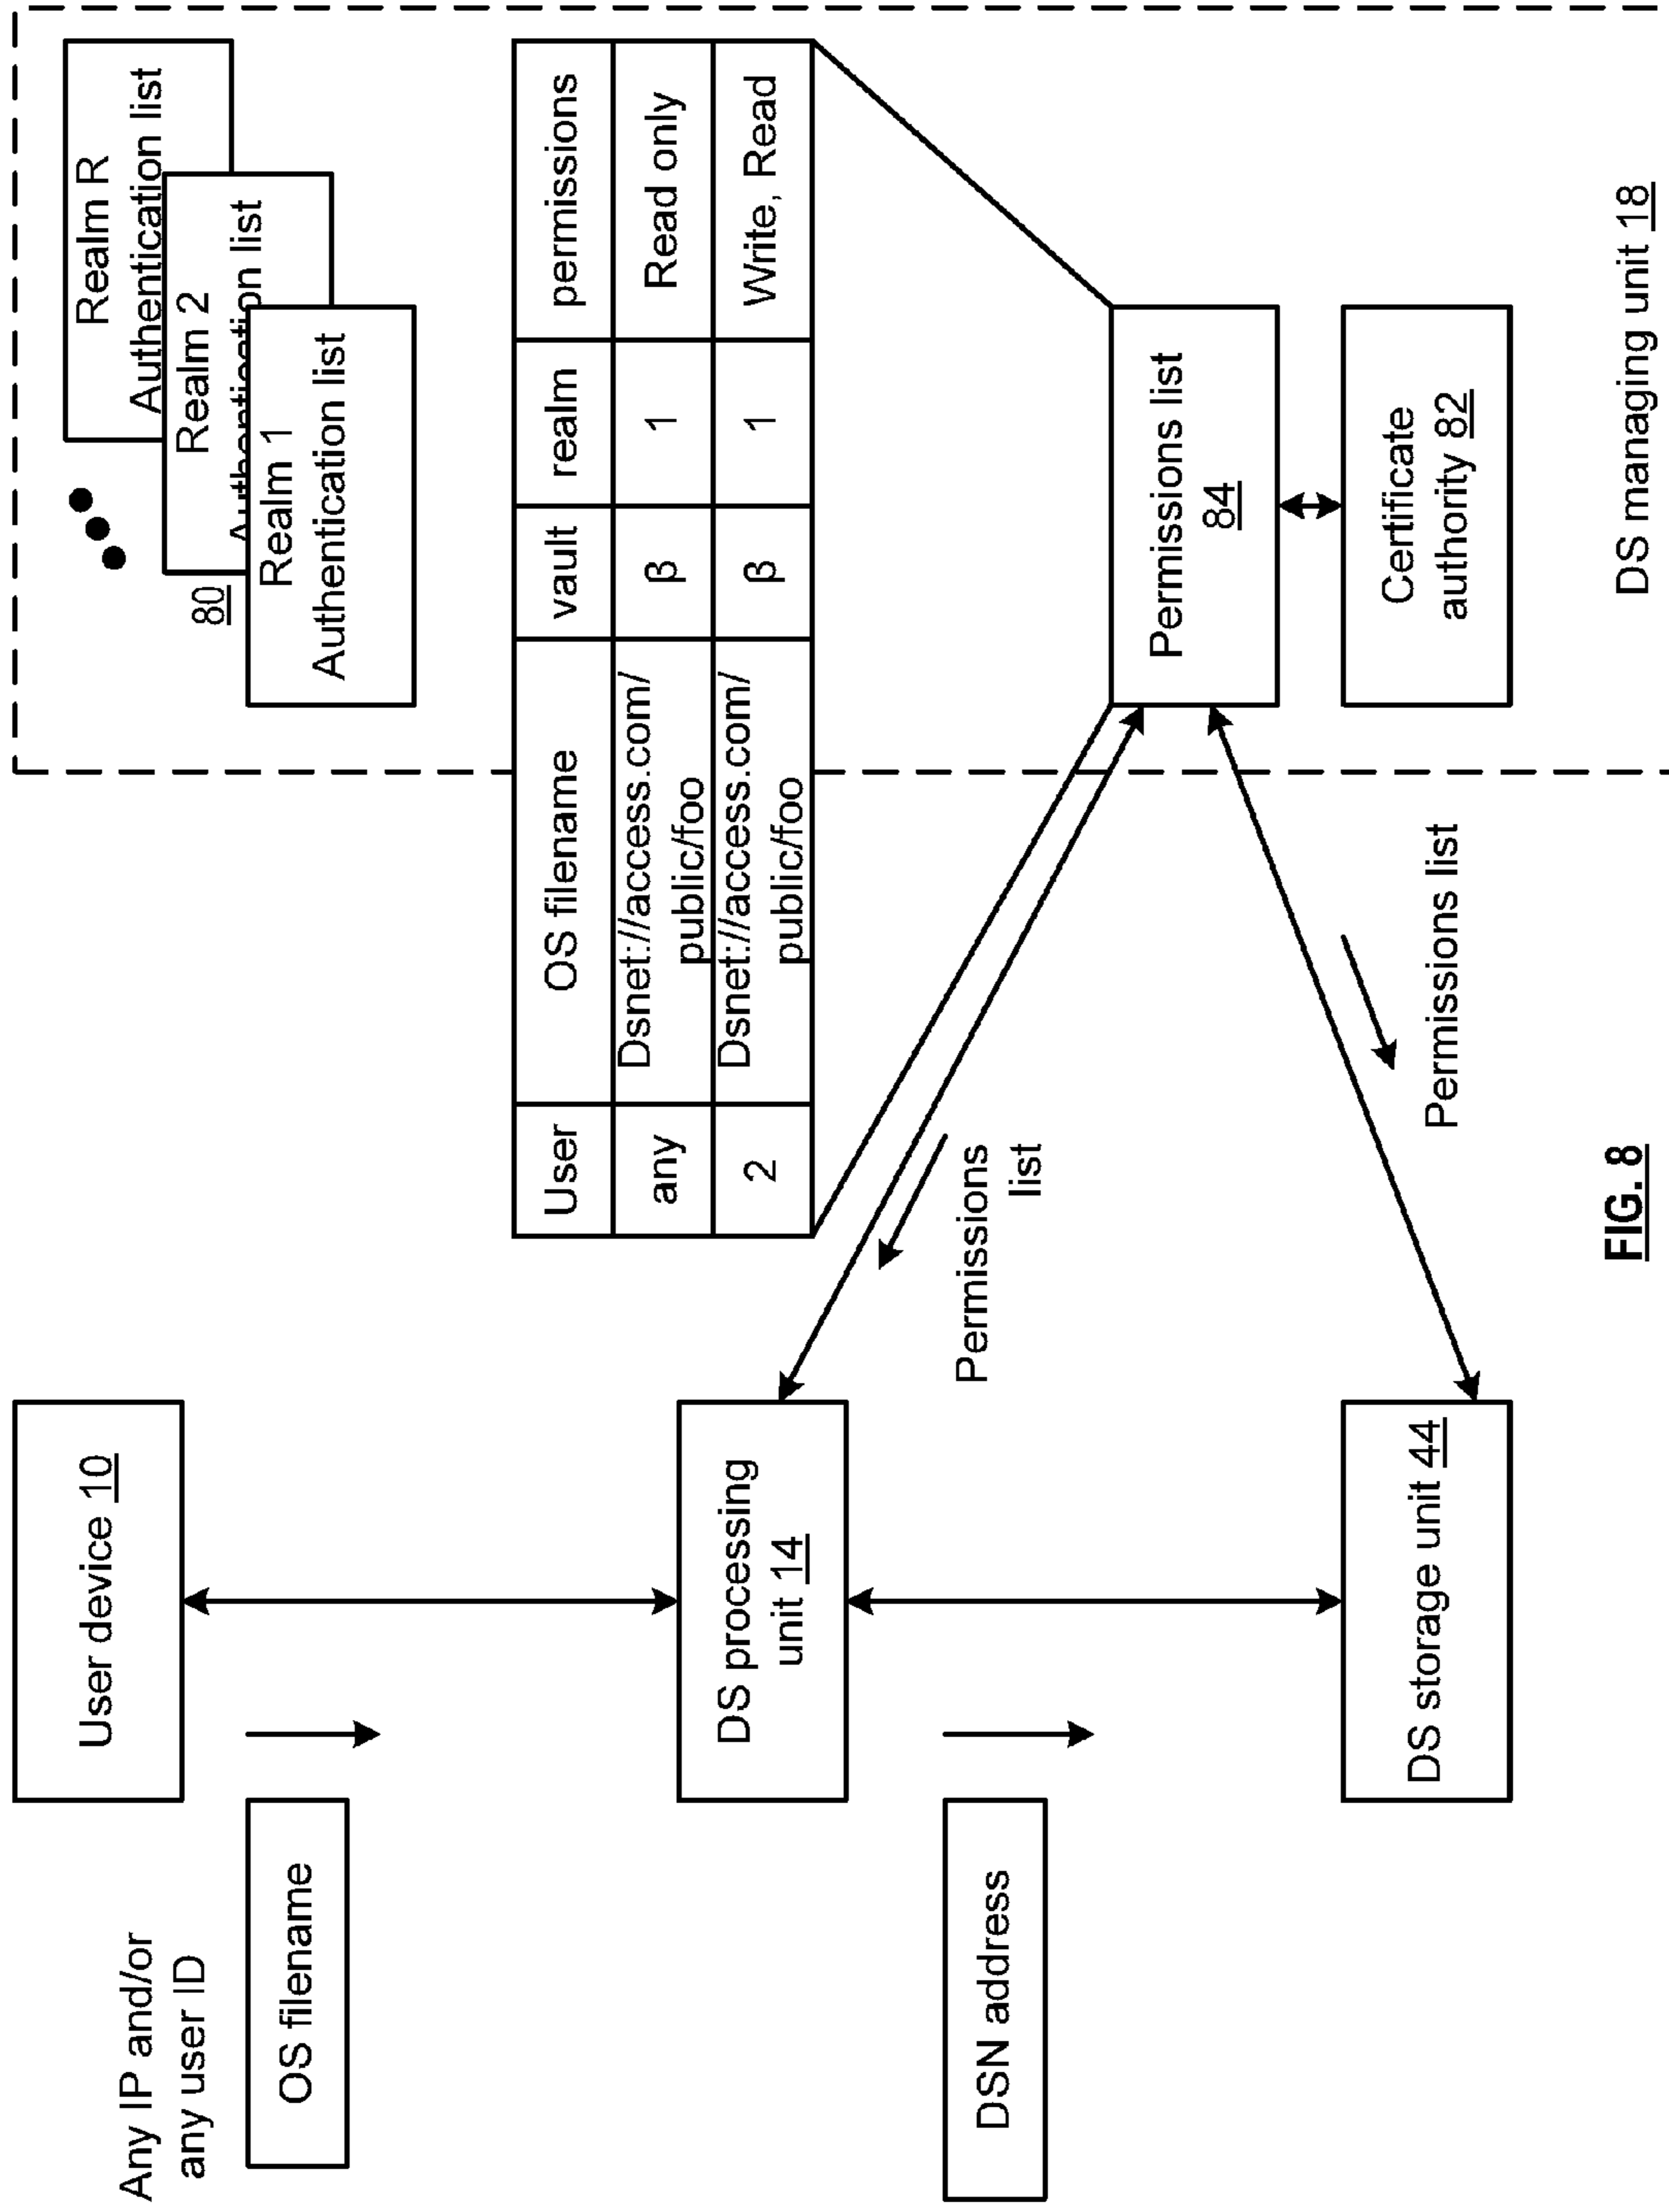 Any IP and/or
any user ID
OS filename
User device 10
DSN address
DS processing
unit 14
DS storage unit 44
Permissions
list
Permissions list
User OS filename vault realm permissions
any Dsnet://access.com/ β 1 Read only
public/foo
2 Dsnet://access.com/ β 1 Write, Read
public/foo
80
Realm R
Authentication list
Realm 2
Authentication list
Realm 1
Authentication list
Permissions list
84
Certificate
authority 82
DS managing unit 18
FIG. 8